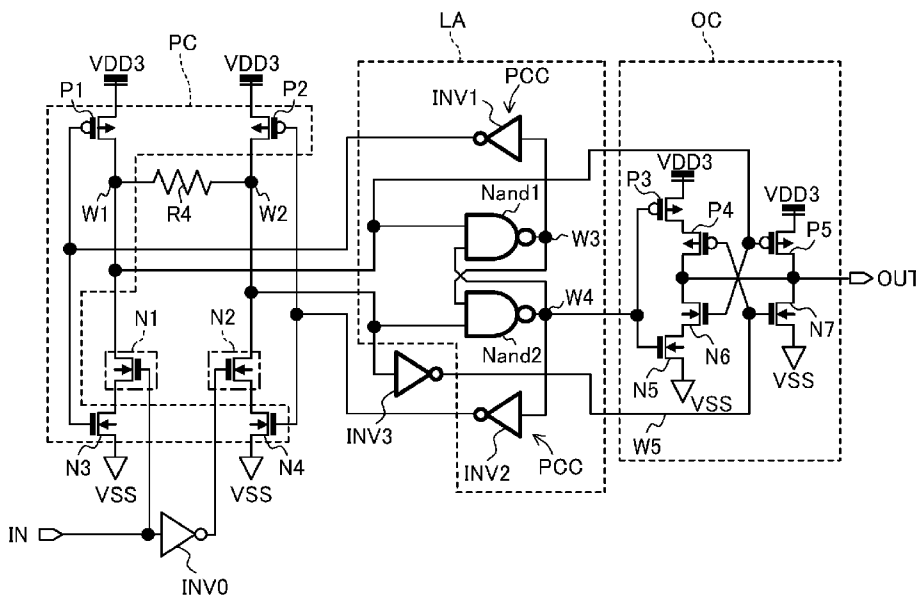 LA
OC
PC
VDD3
VDD3
P1
P2
PCC
INV1
W1
R4
W2
Nand1
W3
VDD3
P3
P4
VDD3
P5
OUT
W4
Nand2
N1
N2
N6
N7
N5
VSS
VSS
INV3
W5
N3
N4
INV2
PCC
VSS
VSS
IN
INV0